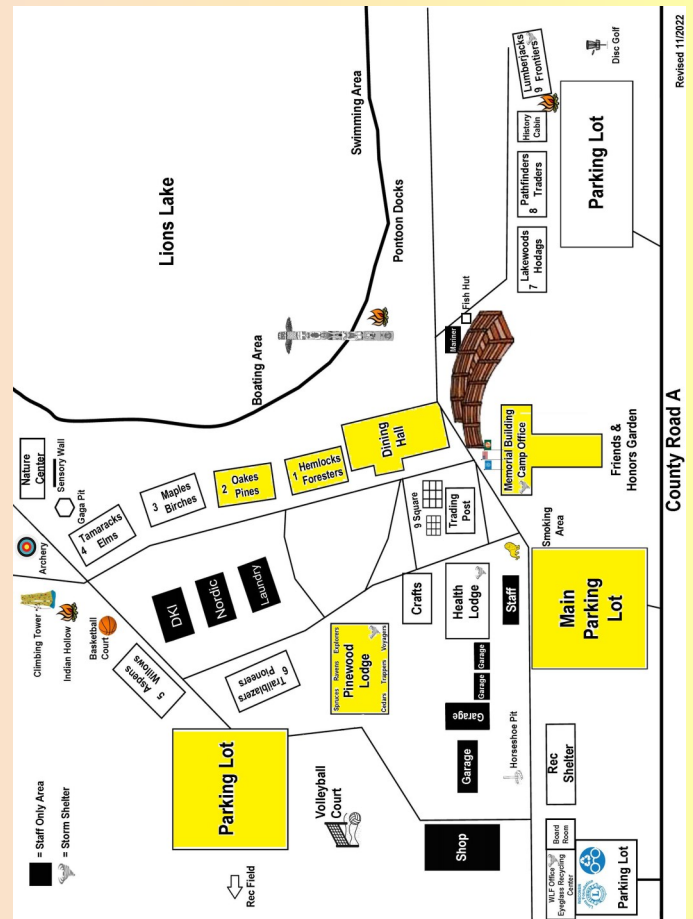 = Staff Only Area
= Storm Shelter
Rec Field
Parking Lot
Volleyball
Court
Climbing Tower
Indian Hollow
Basketball
Court
Archery
Aspens
5 Willows
6 Trailblazers
Pioneers
Nature
Center
Sensory Wall
Gaga Pit
Tamaracks
4 Elms
3 Maples
Birches
2 Oakes
Pines
1 Hemlocks
Foresters
Dining
Hall
DKI
Nordic
Laundry
Lions Lake
Boating Area
Swimming Area
Pontoon Docks
Spruces Ravens Explorers
Pinewood
Lodge
Cedars Trappers Voyagers
Crafts
9 Square
Trading
Post
Health
Lodge
Staff
Garage
Garage
Garage
Garage
Horseshoe Pit
Shop
Mariner
Fish Hut
Memorial Building
Camp Office
Friends &
Honors Garden
Smoking
Area
Main
Parking
Lot
Rec
Shelter
Board
Room
WLF Office
Eyeglass Recycling
Center
Parking Lot
7 Lakewoods
Hodags
8 Pathfinders
Traders
History
Cabin
Lumberjacks
9 Frontiers
Disc Golf
Parking Lot
County Road A
Revised 11/2022